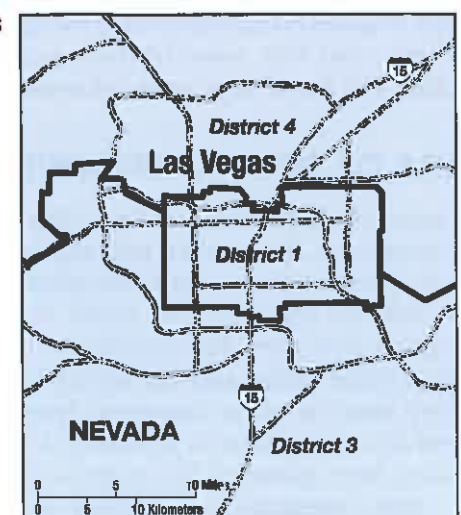 s
15
District 4
Las Vegas
District 1
15
NEVADA
District 3
0 5 10 Miles
0 5 10 Kilometers